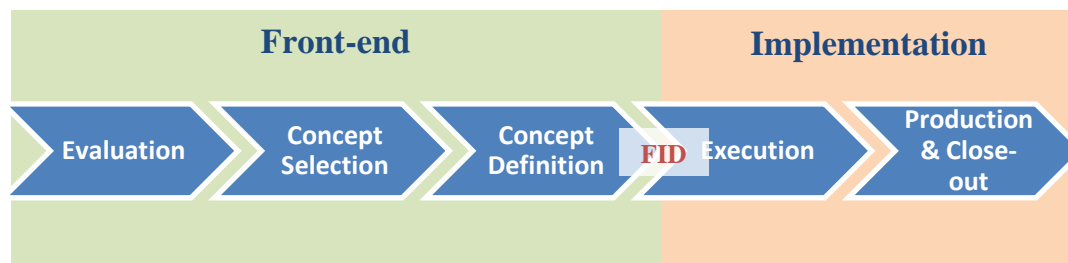 Front-end
Implementation
Evaluation
Concept
Selection
Concept
Definition
FID
Execution
Production
& Close-
out